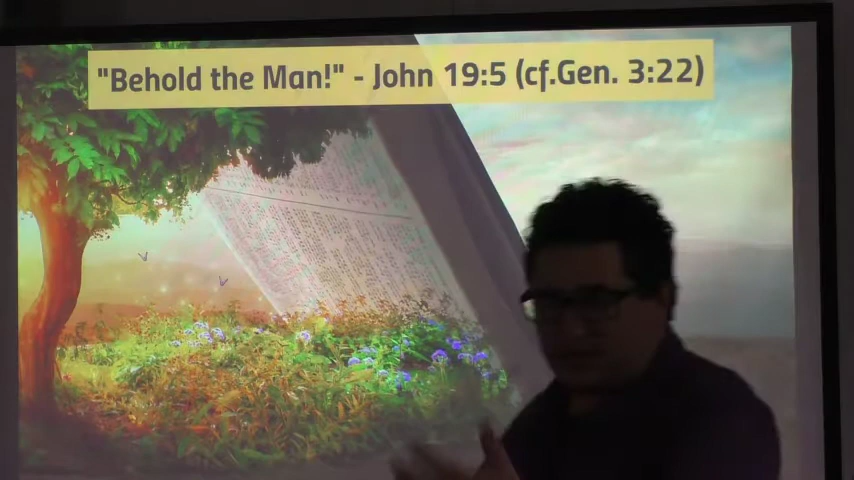 "Behold the Man!" - John 19:5 (cf.Gen. 3:22)